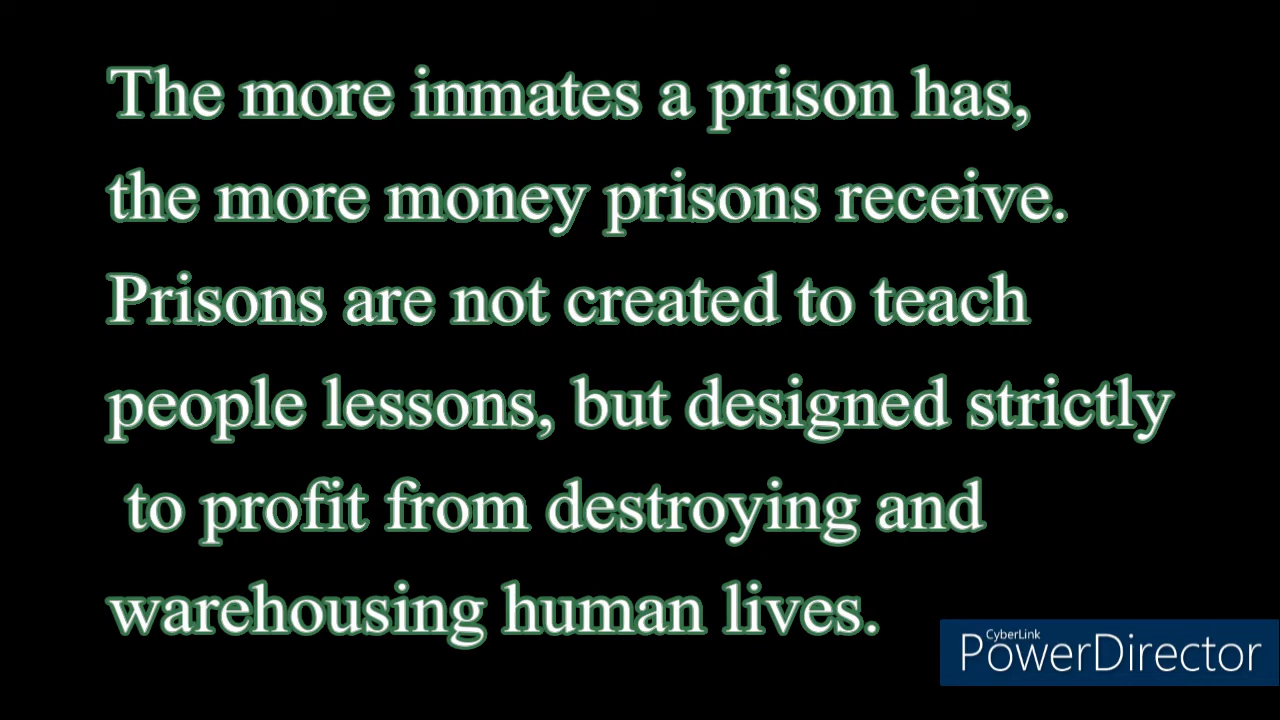 The more inmates a prison has,
the more money prisons receive.
Prisons are not created to teach
people lessons, but designed strictly
to profit from destroying and
warehousing human lives.
CyberLink
PowerDirector